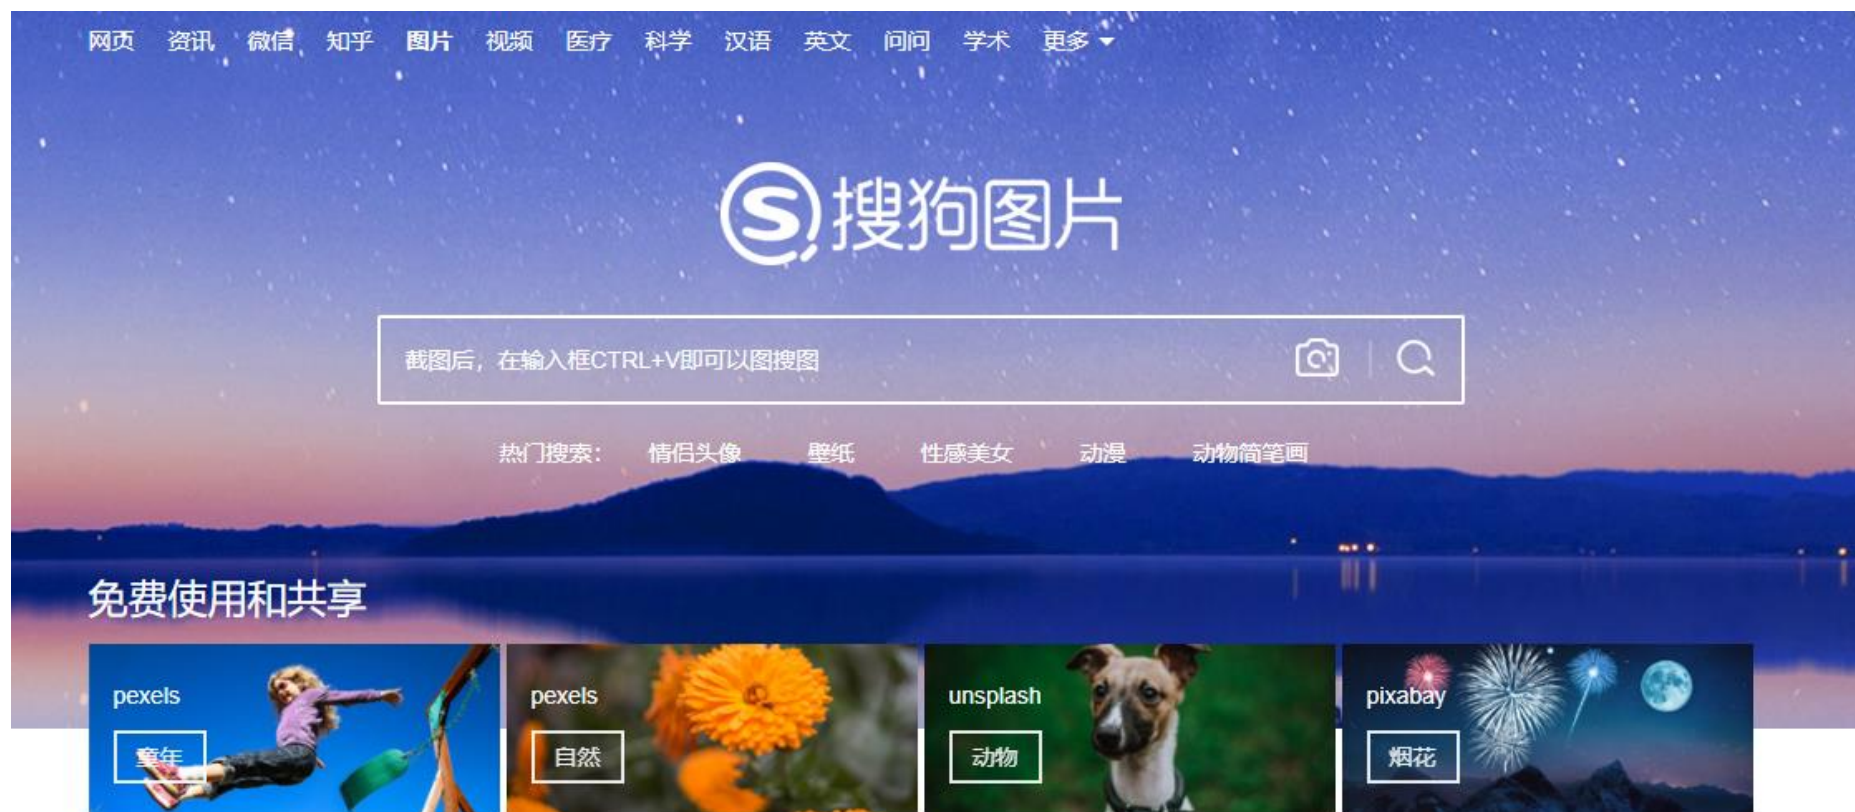 网页 资讯 微信 知乎 图片 视频 医疗 科学 汉语 英文 问问 学术 更多
搜狗图片
截图后，在输入框CTRL+V即可以图搜图
热门搜索： 情侣头像 壁纸 性感美女 动漫 动物简笔画
免费使用和共享
pexels pexels unsplash pixabay
童年 自然 动物 烟花